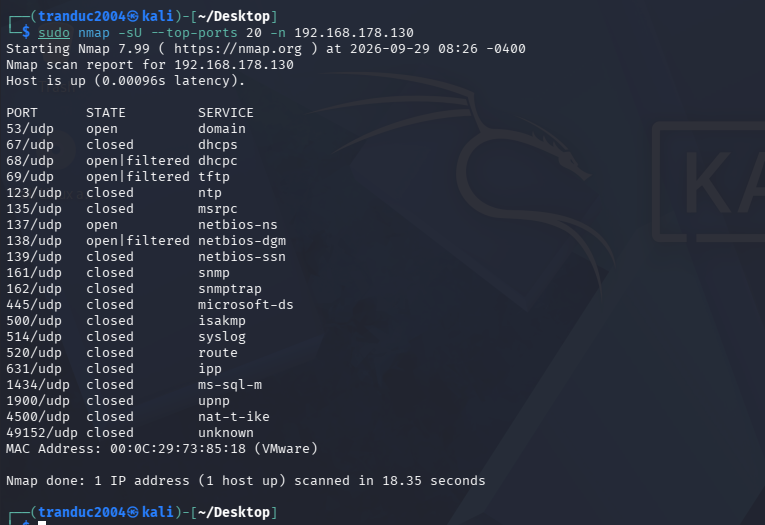 ┌──(tranduc2004㉿kali)-[~/Desktop]
└─$ sudo nmap -sU --top-ports 20 -n 192.168.178.130
Starting Nmap 7.99 ( https://nmap.org ) at 2026-09-29 08:26 -0400
Nmap scan report for 192.168.178.130
Host is up (0.00096s latency).

PORT      STATE         SERVICE
53/udp    open          domain
67/udp    closed        dhcps
68/udp    open|filtered dhcpc
69/udp    open|filtered tftp
123/udp   closed        ntp
135/udp   closed        msrpc
137/udp   open          netbios-ns
138/udp   open|filtered netbios-dgm
139/udp   closed        netbios-ssn
161/udp   closed        snmp
162/udp   closed        snmptrap
445/udp   closed        microsoft-ds
500/udp   closed        isakmp
514/udp   closed        syslog
520/udp   closed        route
631/udp   closed        ipp
1434/udp  closed        ms-sql-m
1900/udp  closed        upnp
4500/udp  closed        nat-t-ike
49152/udp closed        unknown
MAC Address: 00:0C:29:73:85:18 (VMware)

Nmap done: 1 IP address (1 host up) scanned in 18.35 seconds

┌──(tranduc2004㉿kali)-[~/Desktop]
└─$
KA